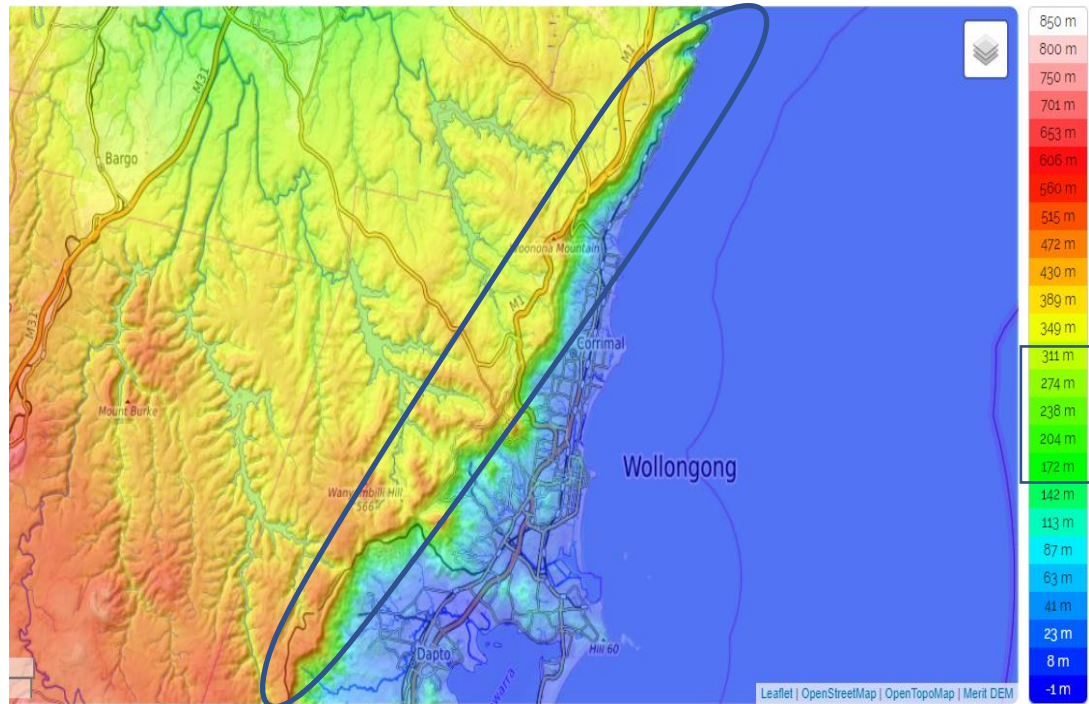 M1
M31
Bargo
Woonona Mountain
M1
M31
Corrimal
Mount Burke
Wollongong
Wanyambilli Hill
566
Hill 60
Dapto
Leaflet | OpenStreetMap | OpenTopoMap | Merit DEM
850 m
800 m
750 m
701 m
653 m
606 m
560 m
515 m
472 m
430 m
389 m
349 m
311 m
274 m
238 m
204 m
172 m
142 m
113 m
87 m
63 m
41 m
23 m
8 m
-1 m